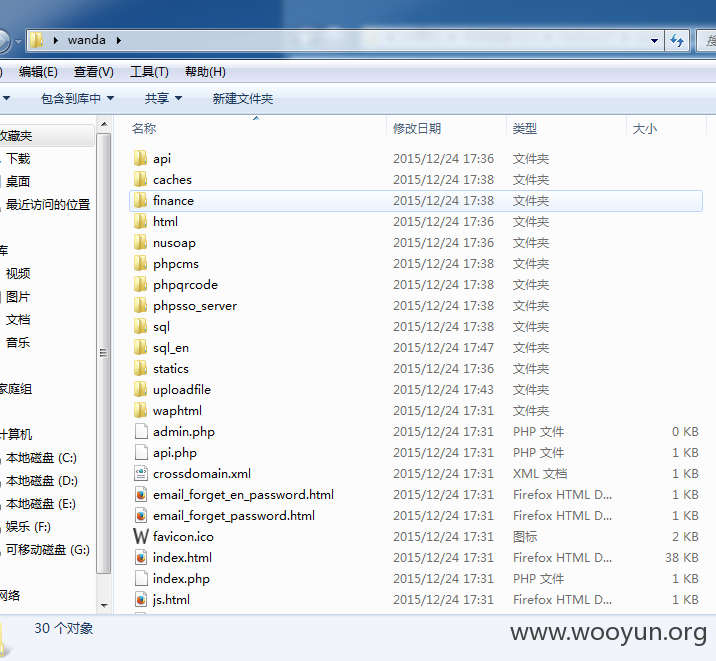 wanda
编辑(E) 查看(V) 工具(T) 帮助(H)
包含到库中 共享 新建文件夹
收藏夹
下载
桌面
最近访问的位置
库
视频
图片
文档
音乐
家庭组
计算机
本地磁盘 (C:)
本地磁盘 (D:)
本地磁盘 (E:)
娱乐 (F:)
可移动磁盘 (G:)
网络
名称 修改日期 类型 大小
api 2015/12/24 17:36 文件夹
caches 2015/12/24 17:38 文件夹
finance 2015/12/24 17:38 文件夹
html 2015/12/24 17:36 文件夹
nusoap 2015/12/24 17:36 文件夹
phpcms 2015/12/24 17:38 文件夹
phpqrcode 2015/12/24 17:38 文件夹
phpsso_server 2015/12/24 17:38 文件夹
sql 2015/12/24 17:38 文件夹
sql_en 2015/12/24 17:47 文件夹
statics 2015/12/24 17:36 文件夹
uploadfile 2015/12/24 17:43 文件夹
waphtml 2015/12/24 17:31 文件夹
admin.php 2015/12/24 17:31 PHP 文件 0 KB
api.php 2015/12/24 17:31 PHP 文件 1 KB
crossdomain.xml 2015/12/24 17:31 XML 文档 1 KB
email_forget_en_password.html 2015/12/24 17:31 Firefox HTML D... 1 KB
email_forget_password.html 2015/12/24 17:31 Firefox HTML D... 1 KB
favicon.ico 2015/12/24 17:31 图标 2 KB
index.html 2015/12/24 17:31 Firefox HTML D... 38 KB
index.php 2015/12/24 17:31 PHP 文件 1 KB
js.html 2015/12/24 17:31 Firefox HTML D... 1 KB
30 个对象
www.wooyun.org